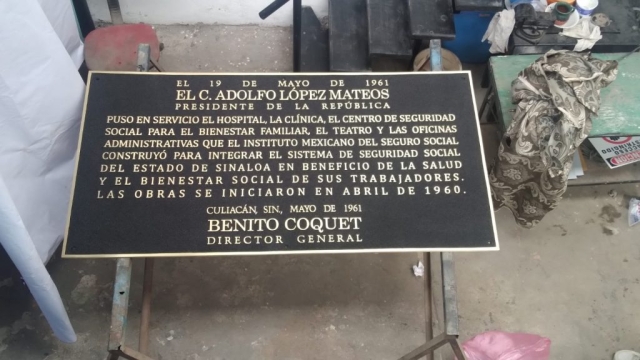 EL 19 DE MAYO DE 1961
EL C. ADOLFO LÓPEZ MATEOS
PRESIDENTE DE LA REPÚBLICA
PUSO EN SERVICIO EL HOSPITAL, LA CLÍNICA, EL CENTRO DE SEGURIDAD
SOCIAL PARA EL BIENESTAR FAMILIAR, EL TEATRO Y LAS OFICINAS
ADMINISTRATIVAS QUE EL INSTITUTO MEXICANO DEL SEGURO SOCIAL
CONSTRUYÓ PARA INTEGRAR EL SISTEMA DE SEGURIDAD SOCIAL
DEL ESTADO DE SINALOA EN BENEFICIO DE LA SALUD
Y EL BIENESTAR SOCIAL DE SUS TRABAJADORES.
LAS OBRAS SE INICIARON EN ABRIL DE 1960.
CULIACÁN, SIN., MAYO DE 1961
BENITO COQUET
DIRECTOR GENERAL